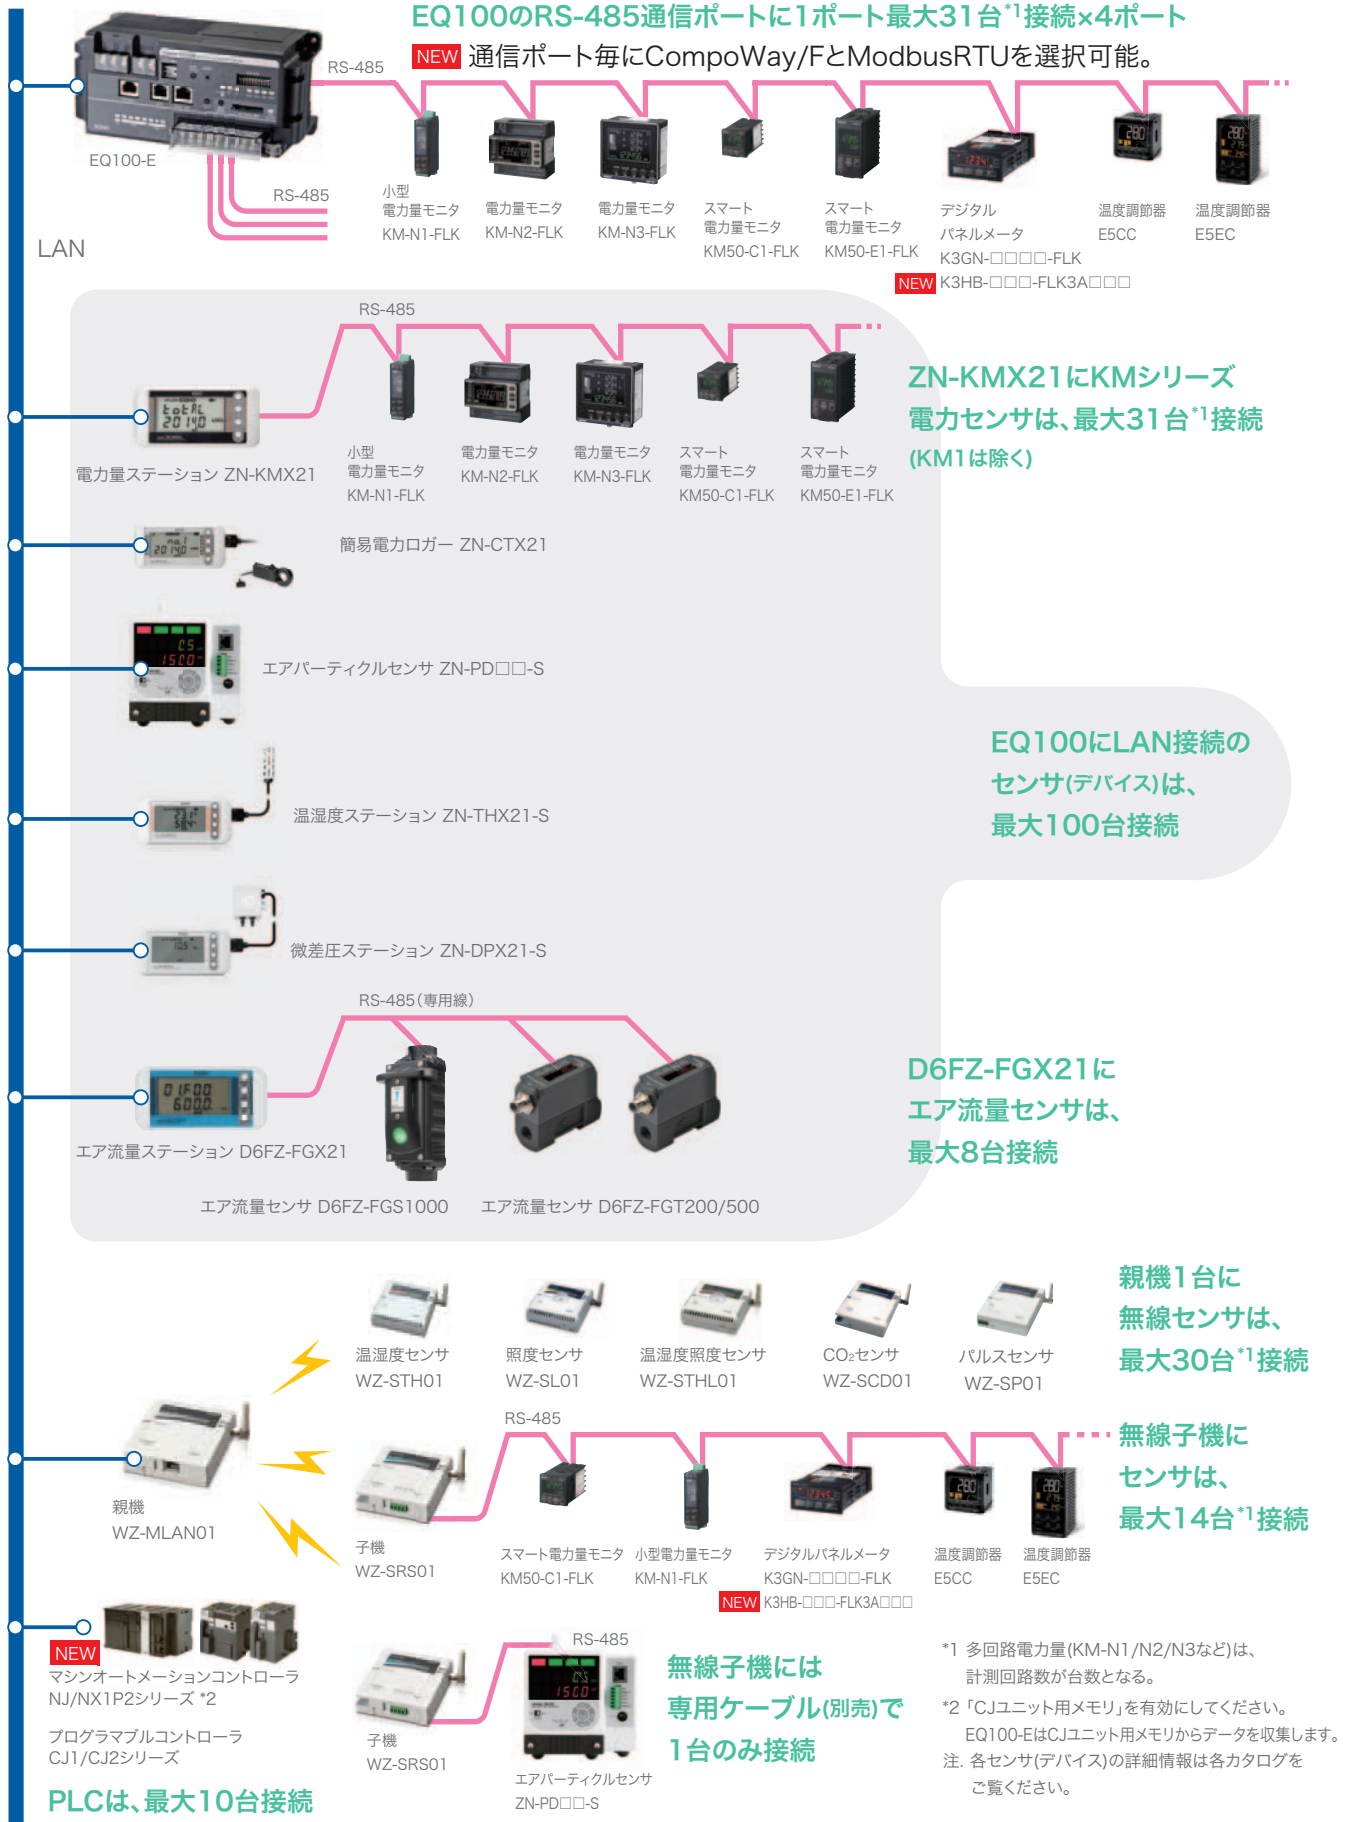 EQ100のRS-485通信ポートに1ポート最大31台*1接続×4ポート
NEW 通信ポート毎にCompoWay/FとModbusRTUを選択可能。
RS-485
EQ100-E
RS-485
LAN
小型
電力量モニタ
KM-N1-FLK
電力量モニタ
KM-N2-FLK
電力量モニタ
KM-N3-FLK
スマート
電力量モニタ
KM50-C1-FLK
スマート
電力量モニタ
KM50-E1-FLK
デジタル
パネルメータ
K3GN-□□□□-FLK
NEW K3HB-□□□-FLK3A□□□
温度調節器
E5CC
温度調節器
E5EC
RS-485
電力量ステーション ZN-KMX21
小型
電力量モニタ
KM-N1-FLK
電力量モニタ
KM-N2-FLK
電力量モニタ
KM-N3-FLK
スマート
電力量モニタ
KM50-C1-FLK
スマート
電力量モニタ
KM50-E1-FLK
ZN-KMX21にKMシリーズ
電力センサは、最大31台*1接続
(KM1は除く)
簡易電力ロガー ZN-CTX21
エアパーティクルセンサ ZN-PD□□-S
温湿度ステーション ZN-THX21-S
微差圧ステーション ZN-DPX21-S
EQ100にLAN接続の
センサ(デバイス)は、
最大100台接続
RS-485(専用線)
エア流量ステーション D6FZ-FGX21
エア流量センサ D6FZ-FGS1000
エア流量センサ D6FZ-FGT200/500
D6FZ-FGX21に
エア流量センサは、
最大8台接続
温湿度センサ
WZ-STH01
照度センサ
WZ-SL01
温湿度照度センサ
WZ-STHL01
CO₂センサ
WZ-SCD01
パルスセンサ
WZ-SP01
親機1台に
無線センサは、
最大30台*1接続
親機
WZ-MLAN01
子機
WZ-SRS01
RS-485
スマート電力量モニタ
KM50-C1-FLK
小型電力量モニタ
KM-N1-FLK
デジタルパネルメータ
K3GN-□□□□-FLK
NEW K3HB-□□□-FLK3A□□□
温度調節器
E5CC
温度調節器
E5EC
無線子機に
センサは、
最大14台*1接続
NEW
マシンオートメーションコントローラ
NJ/NX1P2シリーズ *2
プログラマブルコントローラ
CJ1/CJ2シリーズ
PLCは、最大10台接続
子機
WZ-SRS01
RS-485
エアパーティクルセンサ
ZN-PD□□-S
無線子機には
専用ケーブル(別売)で
1台のみ接続
*1 多回路電力量(KM-N1/N2/N3など)は、
計測回路数が台数となる。
*2 「CJユニット用メモリ」を有効にしてください。
EQ100-EはCJユニット用メモリからデータを収集します。
注. 各センサ(デバイス)の詳細情報は各カタログを
ご覧ください。